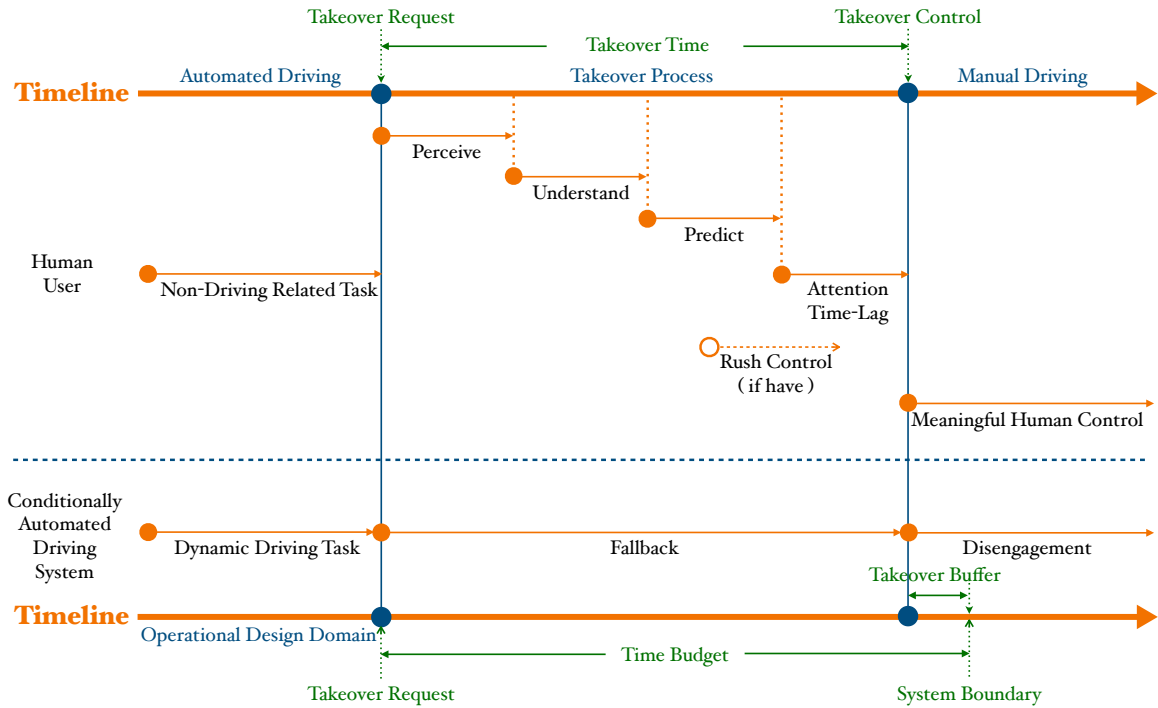 Takeover Request
Takeover Control
Takeover Time
Automated Driving
Takeover Process
Manual Driving
Timeline
Perceive
Understand
Predict
Human
User
Non-Driving Related Task
Attention
Time-Lag
Rush Control
( if have )
Meaningful Human Control
Conditionally
Automated
Driving
System
Dynamic Driving Task
Fallback
Disengagement
Takeover Buffer
Timeline
Operational Design Domain
Time Budget
Takeover Request
System Boundary